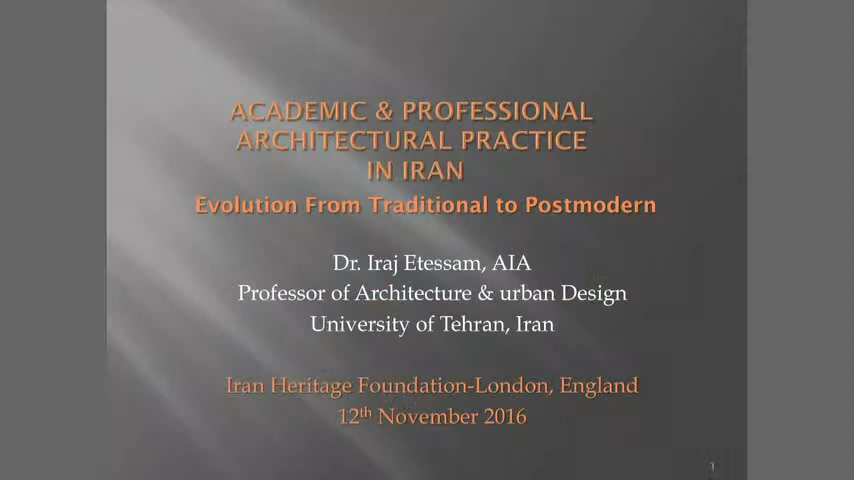 ACADEMIC & PROFESSIONAL
ARCHITECTURAL PRACTICE
IN IRAN
Evolution From Traditional to Postmodern
Dr. Iraj Etessam, AIA
Professor of Architecture & urban Design
University of Tehran, Iran
Iran Heritage Foundation-London, England
12th November 2016
1